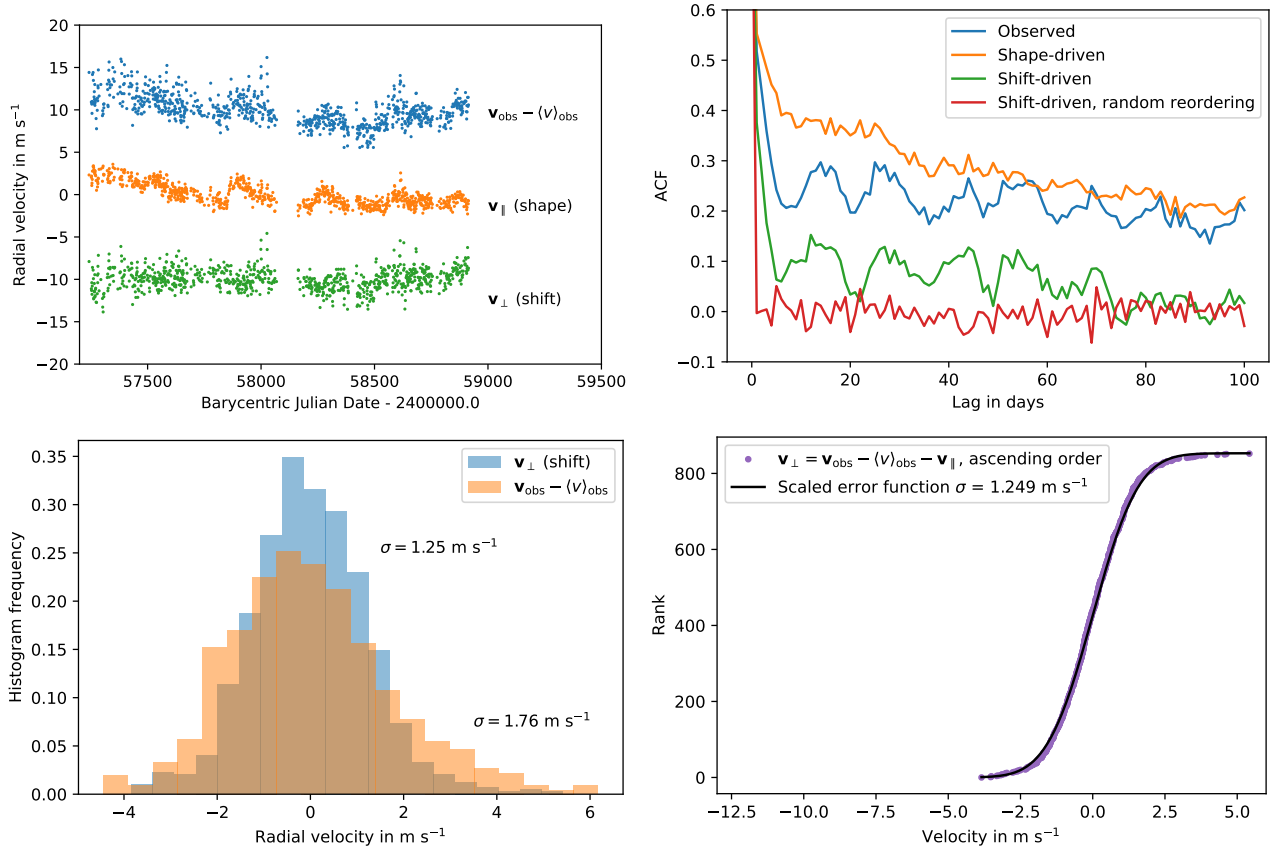 20
15
10
5
0
−5
−10
−15
−20
Radial velocity in m s⁻¹
v_obs − ⟨v⟩_obs
v_∥ (shape)
v_⊥ (shift)
57500 58000 58500 59000 59500
Barycentric Julian Date - 2400000.0
0.6
0.5
0.4
0.3
0.2
0.1
0.0
−0.1
ACF
Observed
Shape-driven
Shift-driven
Shift-driven, random reordering
0 20 40 60 80 100
Lag in days
0.35
0.30
0.25
0.20
0.15
0.10
0.05
0.00
Histogram frequency
v_⊥ (shift)
v_obs − ⟨v⟩_obs
σ = 1.25 m s⁻¹
σ = 1.76 m s⁻¹
−4 −2 0 2 4 6
Radial velocity in m s⁻¹
800
600
400
200
0
Rank
v_⊥ = v_obs − ⟨v⟩_obs − v_∥, ascending order
Scaled error function σ = 1.249 m s⁻¹
−12.5 −10.0 −7.5 −5.0 −2.5 0.0 2.5 5.0
Velocity in m s⁻¹